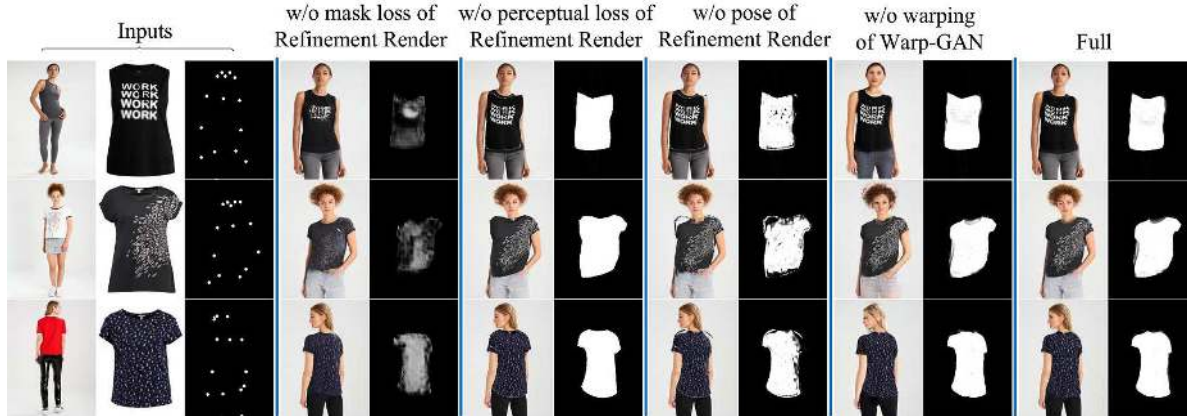 Inputs
w/o mask loss of
Refinement Render
w/o perceptual loss of
Refinement Render
w/o pose of
Refinement Render
w/o warping
of Warp-GAN
Full
WORK
WORK
WORK
WORK